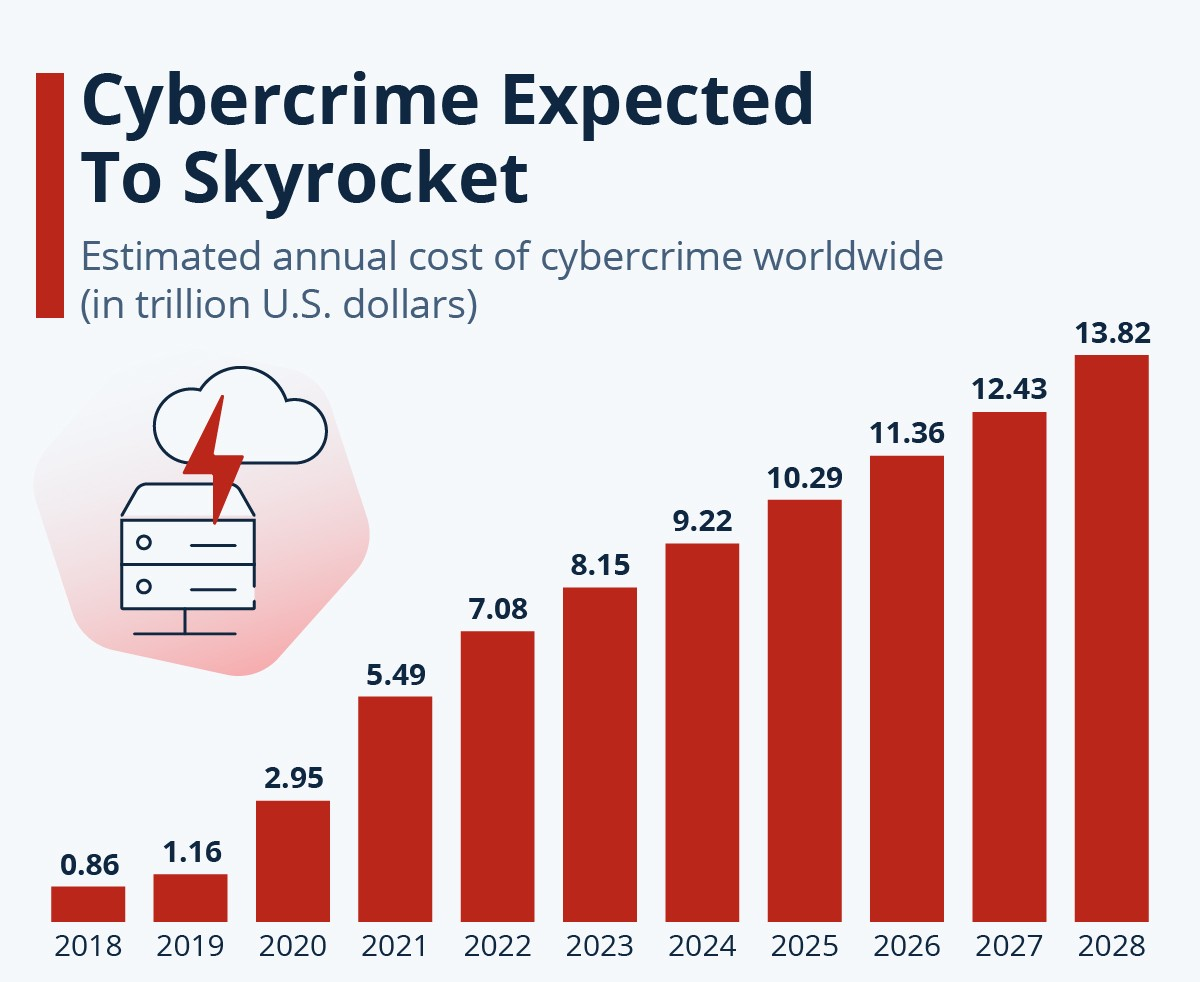 Cybercrime Expected
To Skyrocket
Estimated annual cost of cybercrime worldwide
(in trillion U.S. dollars)
0.86
1.16
2.95
5.49
7.08
8.15
9.22
10.29
11.36
12.43
13.82
2018 2019 2020 2021 2022 2023 2024 2025 2026 2027 2028